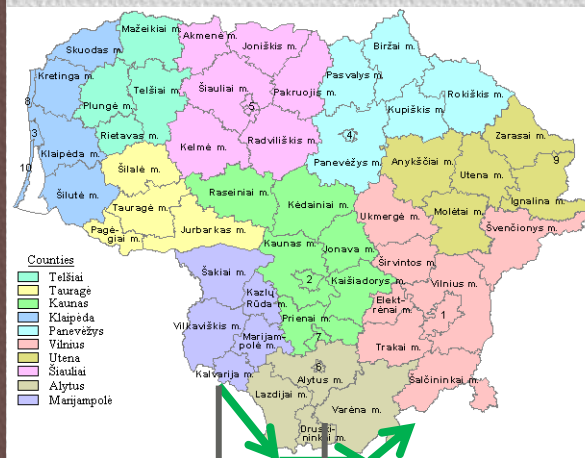 Mažeikiai m.
Akmenė m.
Skuodas m.
Joniškis m.
Biržai m.
Kretinga m.
Pasvalys m.
Telšiai m.
Šiauliai m.
Pakruojis m.
Rokiškis m.
8
Plungė m.
5
Kupiškis m.
3
Rietavas m.
Radviliškis m.
4
Zarasai m.
Klaipėda m.
Kelmė m.
Panevėžys m.
Anykščiai m.
9
10
Šilalė m.
Utena m.
Šilutė m.
Raseiniai m.
Kėdainiai m.
Ignalina m.
Tauragė m.
Ukmergė m.
Molėtai m.
Pagė-
giai m.
Jurbarkas m.
Švenčionys m.
Kaunas m.
Jonava m.
Širvintos m.
Šakiai m.
2
Kaišiadorys m.
Vilnius m.
Kazlų
Rūda m.
Elekt-
rėnai m.
1
Vilkaviškis m.
Prienai m.
Marijam-
polė m.
7
Trakai m.
Kalvarija m.
6
Alytus m.
Šalčininkai m.
Lazdijai m.
Varėna m.
Druski-
ninkai m.
Counties
Telšiai
Tauragė
Kaunas
Klaipėda
Panevėžys
Vilnius
Utena
Šiauliai
Alytus
Marijampolė